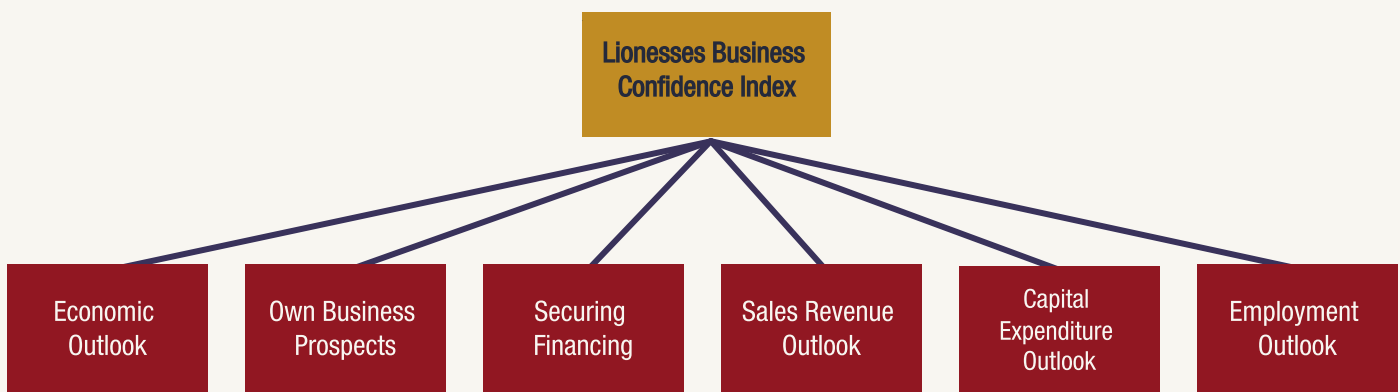 Lionesses Business
Confidence Index
Economic
Outlook
Own Business
Prospects
Securing
Financing
Sales Revenue
Outlook
Capital
Expenditure
Outlook
Employment
Outlook